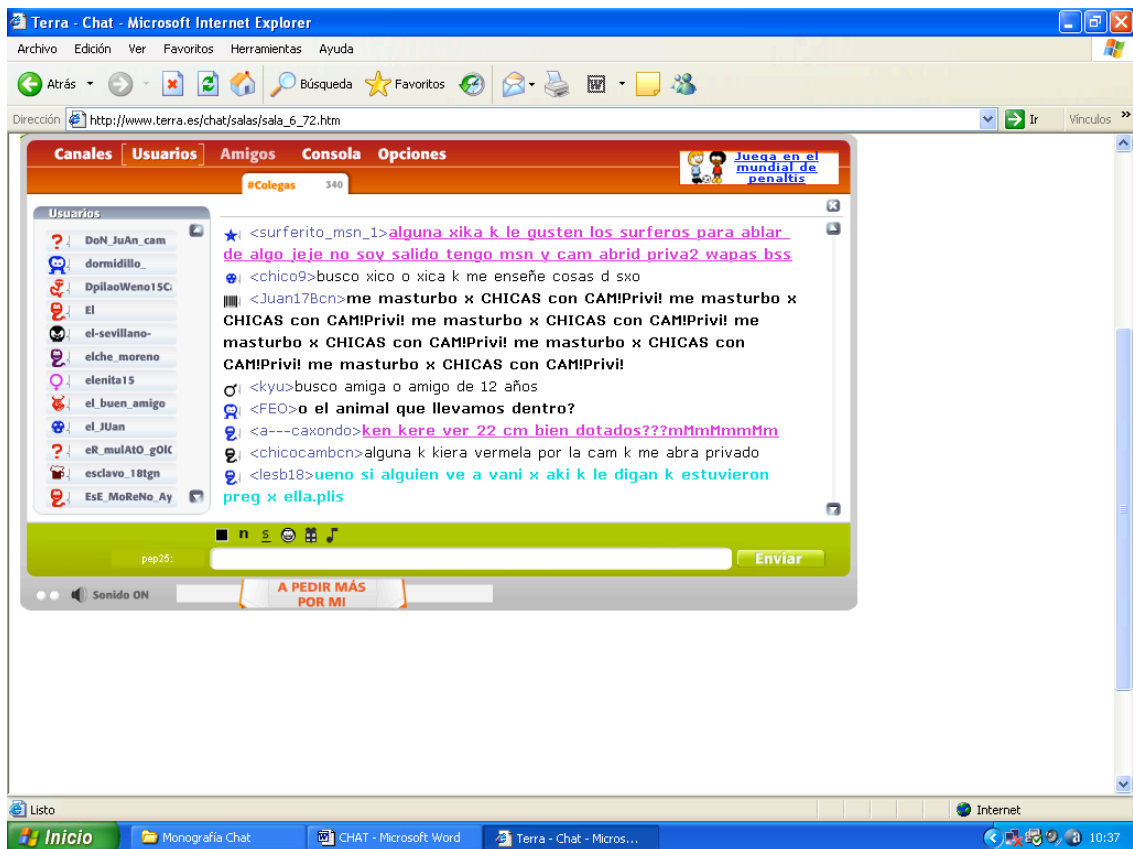 Terra - Chat - Microsoft Internet Explorer
Archivo Edición Ver Favoritos Herramientas Ayuda
Atrás Búsqueda Favoritos
Dirección http://www.terra.es/chat/salas/sala_6_72.htm Ir Vínculos »
Canales Usuarios Amigos Consola Opciones
Juega en el
mundial de
penaltis
#Colegas 340
Usuarios
DoN_JuAn_cam
dormidillo_
DpilaoWeno15C
El
el-sevillano-
elche_moreno
elenita15
el_buen_amigo
el_JUan
eR_mulAtO_gOlC
esclavo_18tgn
EsE_MoReNo_Ay
<surferito_msn_1>alguna xika k le gusten los surferos para ablar
de algo jeje no soy salido tengo msn y cam abrid priva2 wapas bss
<chico9>busco xico o xica k me enseñe cosas d sxo
<Juan17Bcn>me masturbo x CHICAS con CAM!Privi! me masturbo x
CHICAS con CAM!Privi! me masturbo x CHICAS con CAM!Privi! me
masturbo x CHICAS con CAM!Privi! me masturbo x CHICAS con
CAM!Privi! me masturbo x CHICAS con CAM!Privi!
<kyu>busco amiga o amigo de 12 años
<FEO>o el animal que llevamos dentro?
<a---caxondo>ken kere ver 22 cm bien dotados???mMmMmmMm
<chicocambcn>alguna k kiera vermela por la cam k me abra privado
<lesb18>ueno si alguien ve a vani x aki k le digan k estuvieron
preg x ella.plis
n s
pep25: Enviar
Sonido ON
A PEDIR MÁS
POR MI
Listo Internet
Inicio Monografía Chat CHAT - Microsoft Word Terra - Chat - Micros... 10:37